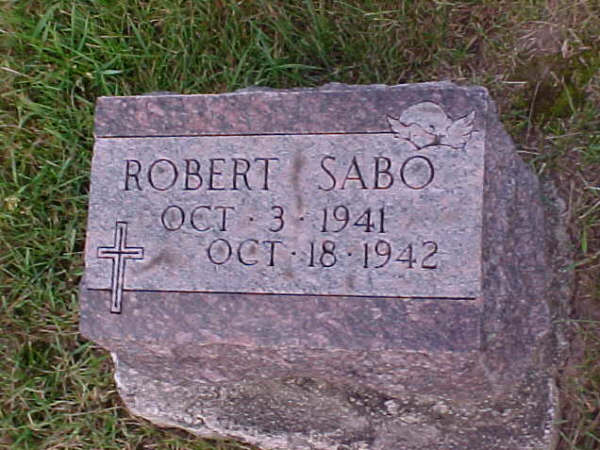 ROBERT SABO
OCT · 3 · 1941
OCT · 18 · 1942